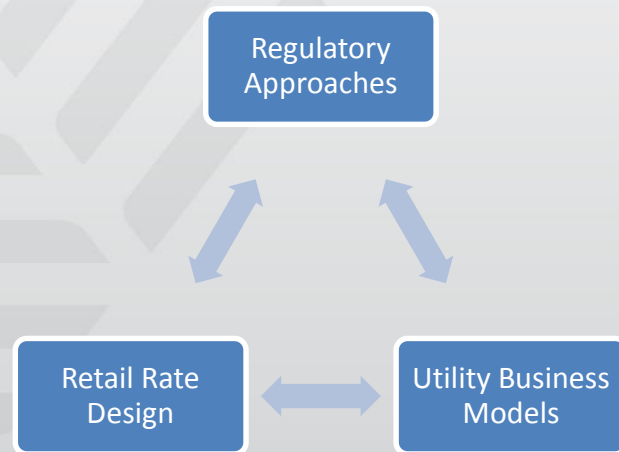 Regulatory
Approaches
Retail Rate
Design
Utility Business
Models